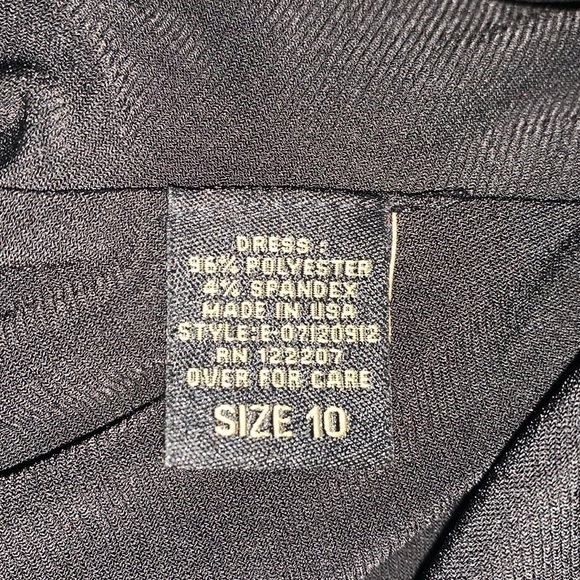 DRESS :
96% POLYESTER
4% SPANDEX
MADE IN USA
STYLE:E-07120912
RN 122207
OVER FOR CARE
SIZE 10